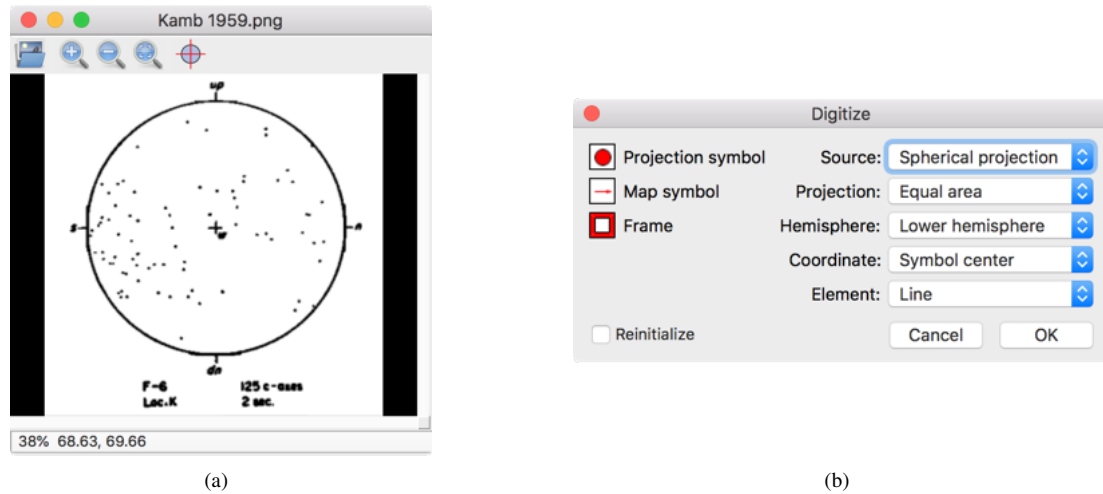 Kamb 1959.png
up
s
n
w
dn
F-6 125 c-axes
Loc.K 2 sec.
38% 68.63, 69.66
(a)
Digitize
Projection symbol Source: Spherical projection
Map symbol Projection: Equal area
Frame Hemisphere: Lower hemisphere
Coordinate: Symbol center
Element: Line
Reinitialize Cancel OK
(b)